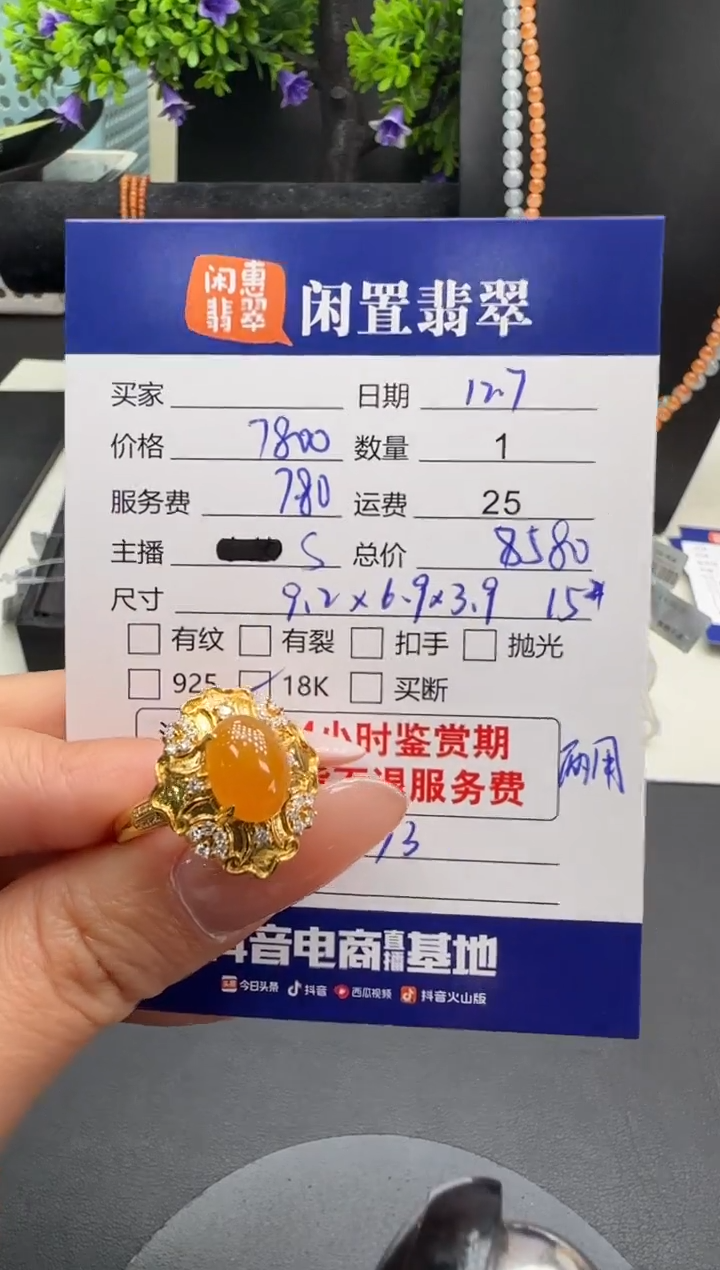 闲惠翡翠 闲置翡翠
买家 日期 12.7
价格 7800 数量 1
服务费 780 运费 25
主播 S 总价 8580
尺寸 9.2×6.9×3.9 15#
有纹 有裂 扣手 抛光
925 18K 买断
小时鉴赏期
不退服务费 两用
13
音电商直播基地
头条 今日头条 抖音 西瓜视频 抖音火山版